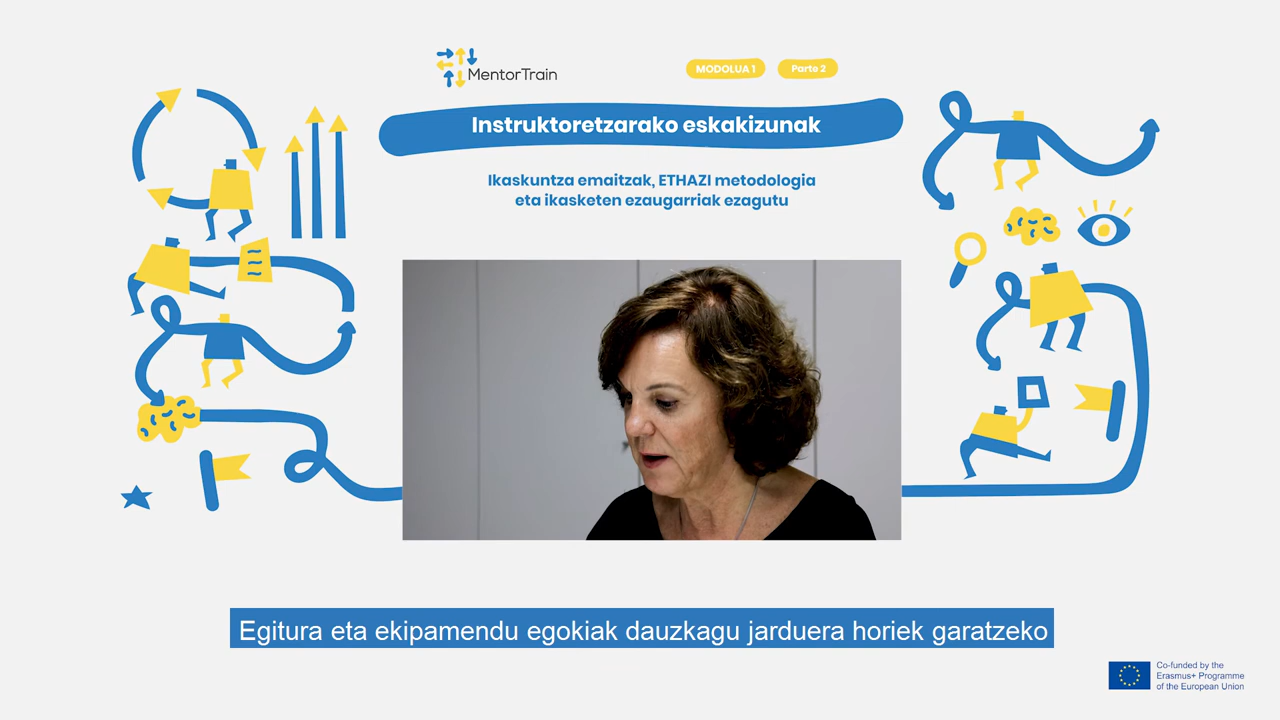 MentorTrain
MODOLUA 1
Parte 2
Instruktoretzarako eskakizunak
Ikaskuntza emaitzak, ETHAZI metodologia
eta ikasketen ezaugarriak ezagutu
Egitura eta ekipamendu egokiak dauzkagu jarduera horiek garatzeko
Co-funded by the
Erasmus+ Programme
of the European Union